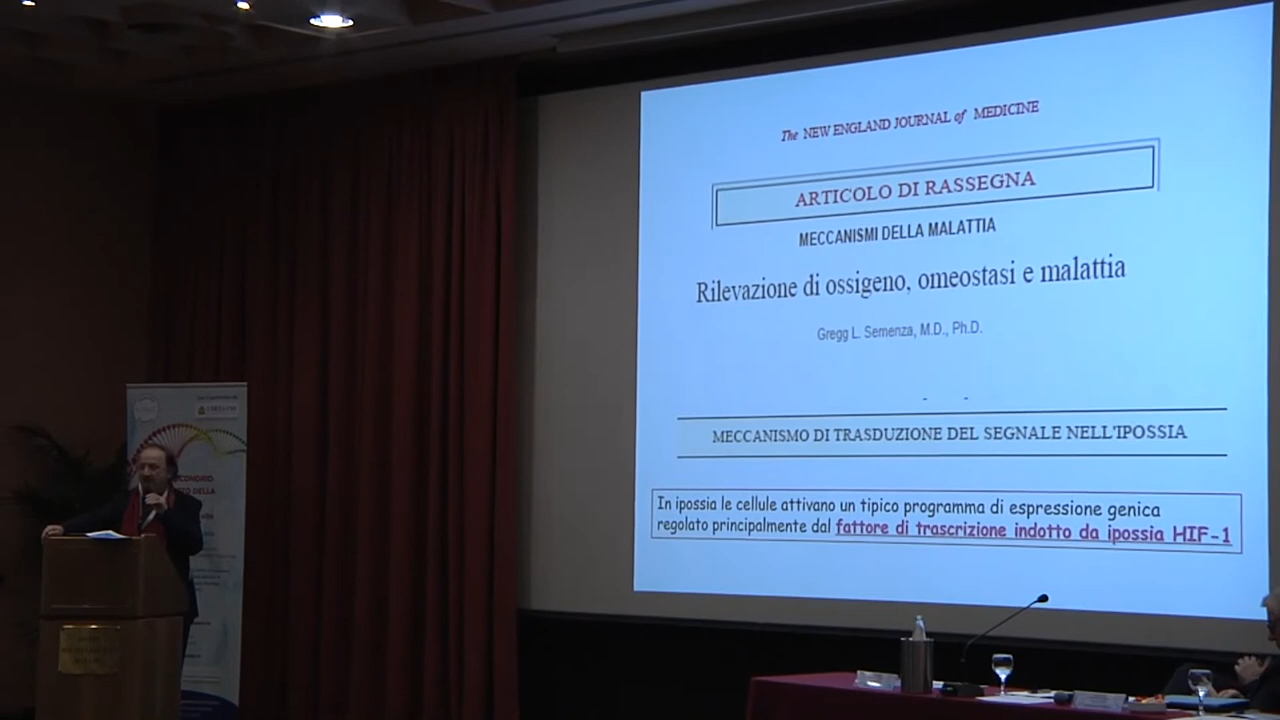 The NEW ENGLAND JOURNAL of MEDICINE
ARTICOLO DI RASSEGNA
MECCANISMI DELLA MALATTIA
Rilevazione di ossigeno, omeostasi e malattia
Gregg L. Semenza, M.D., Ph.D.
MECCANISMO DI TRASDUZIONE DEL SEGNALE NELL'IPOSSIA
In ipossia le cellule attivano un tipico programma di espressione genica
regolato principalmente dal fattore di trascrizione indotto da ipossia HIF-1